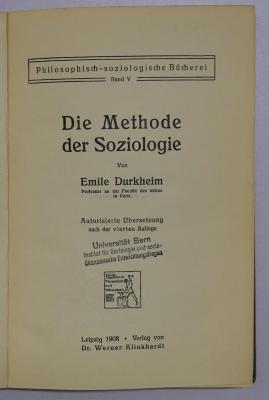 Philosophisch-soziologische Bücherei
Band V
Die Methode
der Soziologie
Von
Emile Durkheim
Professor an der Faculté des lettres
in Paris
Autorisierte Übersetzung
nach der vierten Auflage
Universität Bern
Institut für Soziologie und sozio-
ökonomische Entwicklungsfragen
Leipzig 1908 • Verlag von
Dr. Werner Klinkhardt